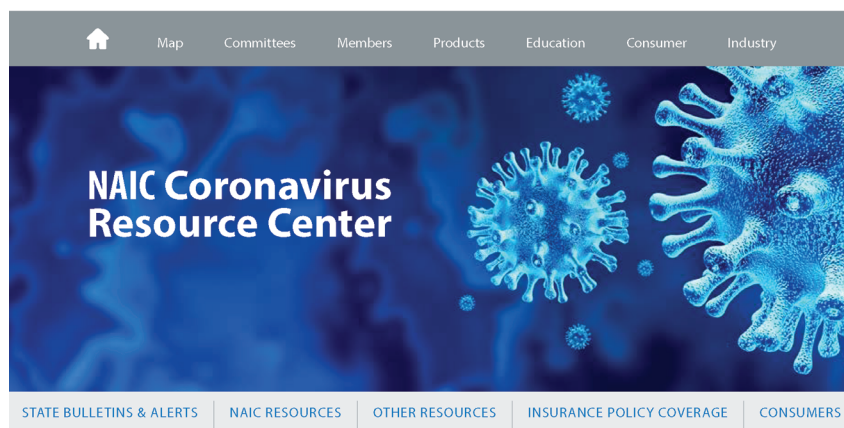 Map Committees Members Products Education Consumer Industry
NAIC Coronavirus
Resource Center
STATE BULLETINS & ALERTS NAIC RESOURCES OTHER RESOURCES INSURANCE POLICY COVERAGE CONSUMERS